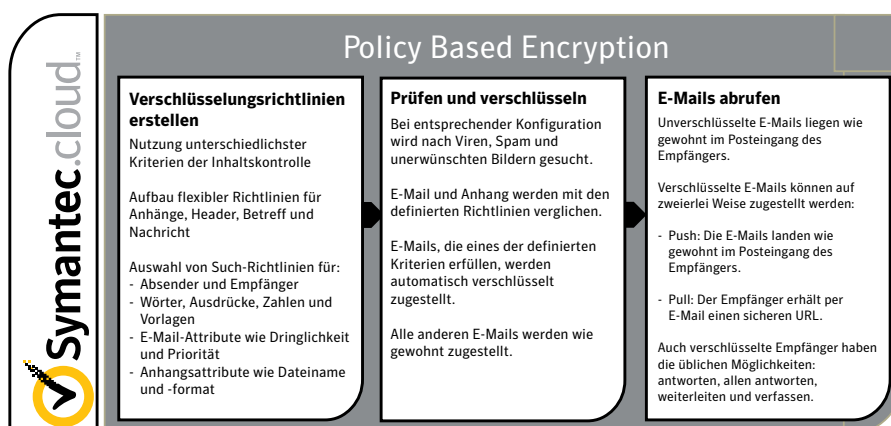 Symantec.cloud™
Policy Based Encryption
Verschlüsselungsrichtlinien
erstellen
Nutzung unterschiedlichster
Kriterien der Inhaltskontrolle
Aufbau flexibler Richtlinien für
Anhänge, Header, Betreff und
Nachricht
Auswahl von Such-Richtlinien für:
- Absender und Empfänger
- Wörter, Ausdrücke, Zahlen und
Vorlagen
- E-Mail-Attribute wie Dringlichkeit
und Priorität
- Anhangsattribute wie Dateiname
und -format
Prüfen und verschlüseln
Bei entsprechender Konfiguration
wird nach Viren, Spam und
unerwünschten Bildern gesucht.
E-Mail und Anhang werden mit den
definierten Richtlinien verglichen.
E-Mails, die eines der definierten
Kriterien erfüllen, werden
automatisch verschlüsselt
zugestellt.
Alle anderen E-Mails werden wie
gewohnt zugestellt.
E-Mails abrufen
Unverschlüsselte E-Mails liegen wie
gewohnt im Posteingang des
Empfängers.
Verschlüsselte E-Mails können auf
zweierlei Weise zugestellt werden:
- Push: Die E-Mails landen wie
gewohnt im Posteingang des
Empfängers.
- Pull: Der Empfänger erhält per
E-Mail einen sicheren URL.
Auch verschlüsselte Empfänger haben
die üblichen Möglichkeiten:
antworten, allen antworten,
weiterleiten und verfassen.